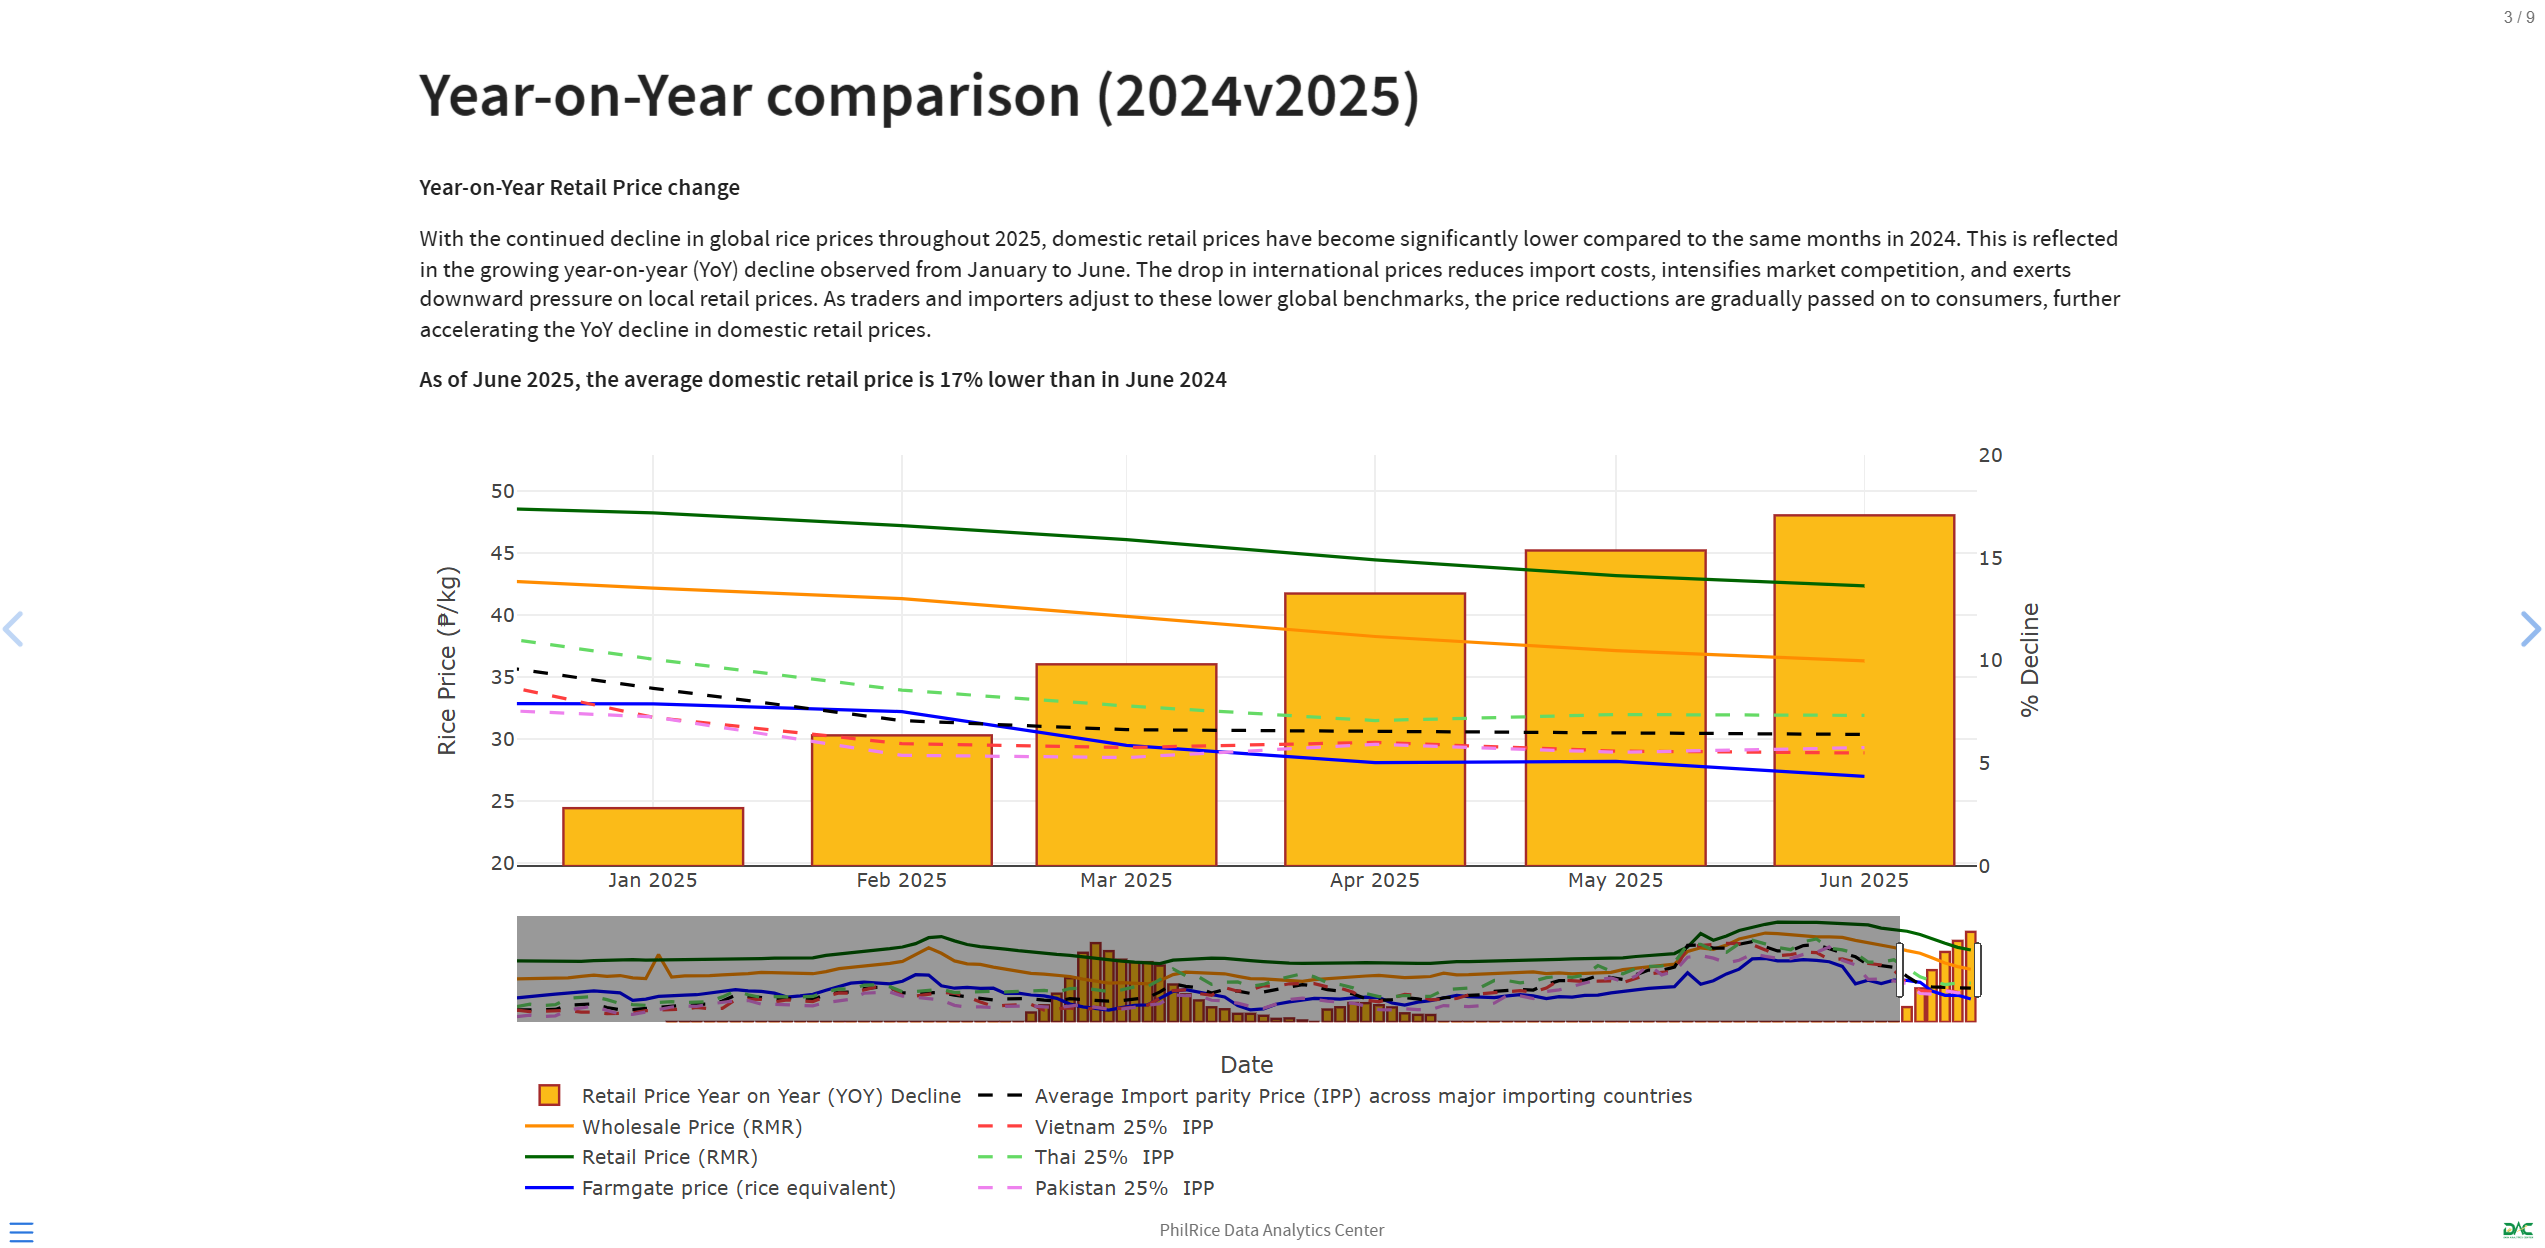 3 / 9
Year-on-Year comparison (2024v2025)
Year-on-Year Retail Price change
With the continued decline in global rice prices throughout 2025, domestic retail prices have become significantly lower compared to the same months in 2024. This is reflected
in the growing year-on-year (YoY) decline observed from January to June. The drop in international prices reduces import costs, intensifies market competition, and exerts
downward pressure on local retail prices. As traders and importers adjust to these lower global benchmarks, the price reductions are gradually passed on to consumers, further
accelerating the YoY decline in domestic retail prices.
As of June 2025, the average domestic retail price is 17% lower than in June 2024
Rice Price (₱/kg)
50
45
40
35
30
25
20
20
15
10
5
0
% Decline
Jan 2025 Feb 2025 Mar 2025 Apr 2025 May 2025 Jun 2025
Date
Retail Price Year on Year (YOY) Decline Average Import parity Price (IPP) across major importing countries
Wholesale Price (RMR) Vietnam 25% IPP
Retail Price (RMR) Thai 25% IPP
Farmgate price (rice equivalent) Pakistan 25% IPP
PhilRice Data Analytics Center
DAC